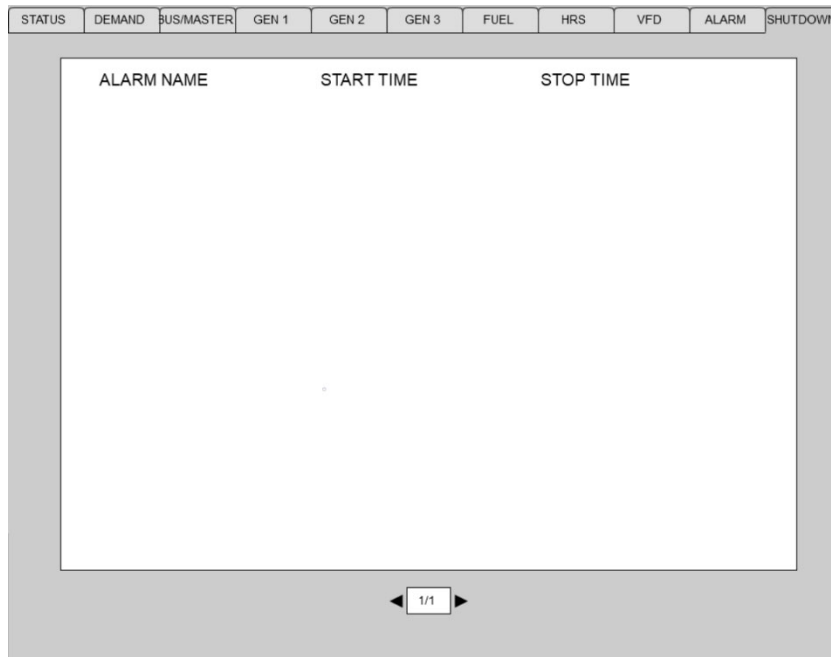 STATUS DEMAND BUS/MASTER GEN 1 GEN 2 GEN 3 FUEL HRS VFD ALARM SHUTDOWN
ALARM NAME START TIME STOP TIME
1/1